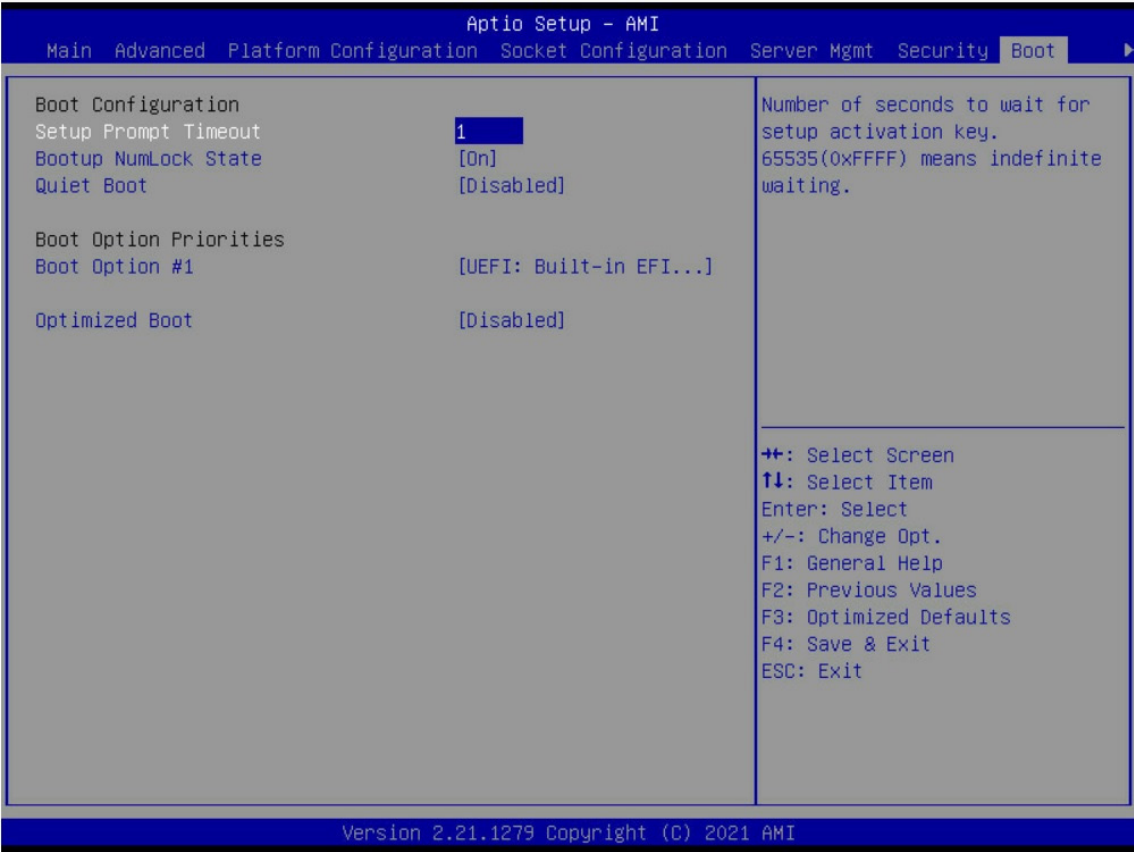 Aptio Setup - AMI
Main Advanced Platform Configuration Socket Configuration Server Mgmt Security Boot
Boot Configuration
Setup Prompt Timeout 1
Bootup NumLock State [On]
Quiet Boot [Disabled]
Boot Option Priorities
Boot Option #1 [UEFI: Built-in EFI...]
Optimized Boot [Disabled]
Number of seconds to wait for
setup activation key.
65535(0xFFFF) means indefinite
waiting.
→←: Select Screen
↑↓: Select Item
Enter: Select
+/-: Change Opt.
F1: General Help
F2: Previous Values
F3: Optimized Defaults
F4: Save & Exit
ESC: Exit
Version 2.21.1279 Copyright (C) 2021 AMI